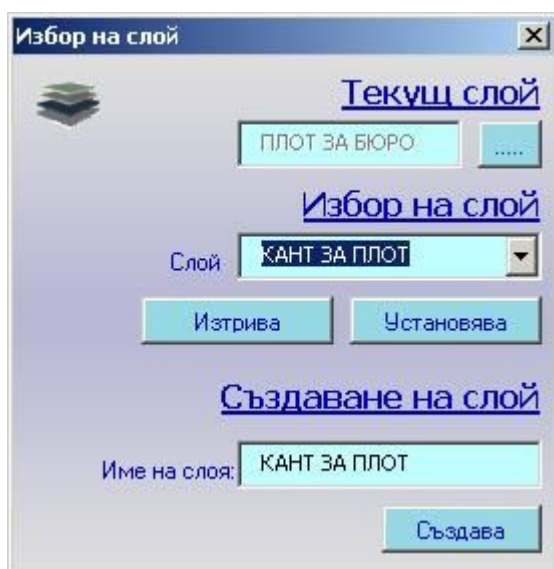 Избор на слой
Текущ слой
ПЛОТ ЗА БЮРО .....
Избор на слой
Слой КАНТ ЗА ПЛОТ
Изтрива Установява
Създаване на слой
Име на слоя: КАНТ ЗА ПЛОТ
Създава